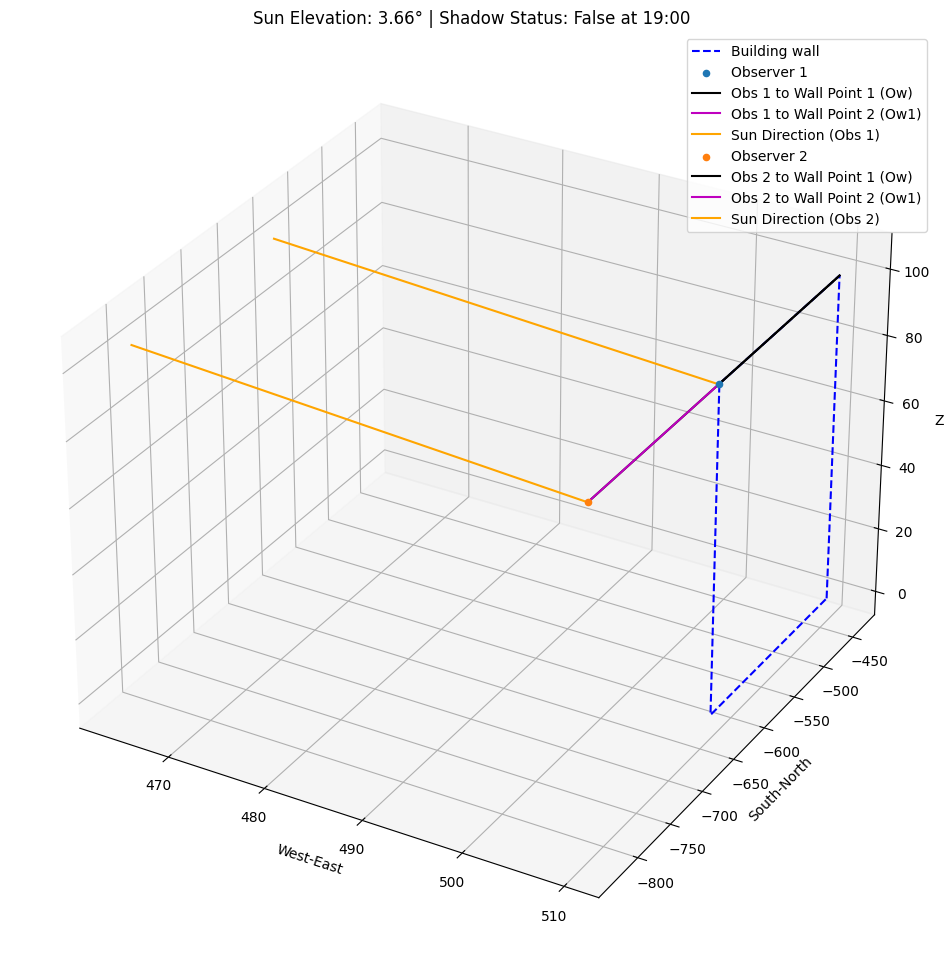 Sun Elevation: 3.66° | Shadow Status: False at 19:00
Building wall
Observer 1
Obs 1 to Wall Point 1 (Ow)
Obs 1 to Wall Point 2 (Ow1)
Sun Direction (Obs 1)
Observer 2
Obs 2 to Wall Point 1 (Ow)
Obs 2 to Wall Point 2 (Ow1)
Sun Direction (Obs 2)
100
80
60
Z
40
20
0
−450
−500
−550
−600
−650
−700
−750
−800
South-North
470
480
490
500
510
West-East